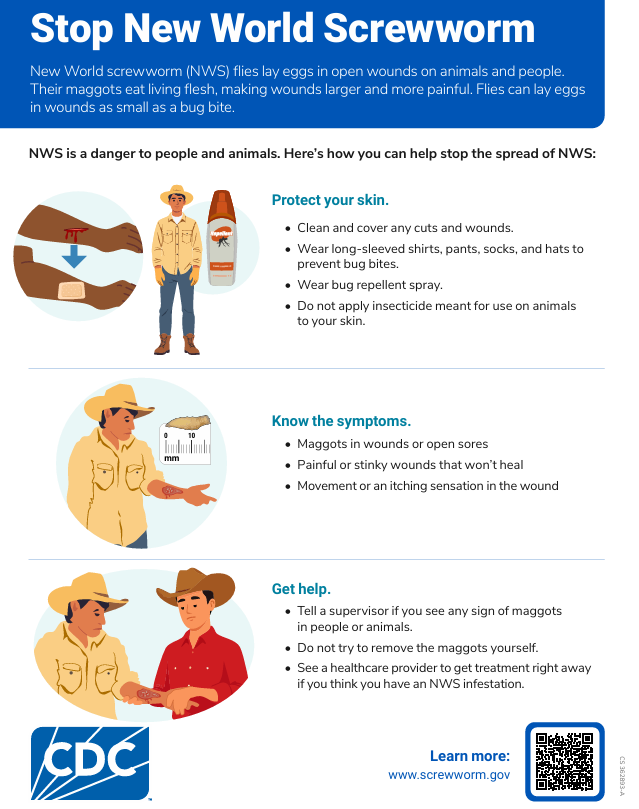 Stop New World Screwworm
New World screwworm (NWS) flies lay eggs in open wounds on animals and people.
Their maggots eat living flesh, making wounds larger and more painful. Flies can lay eggs
in wounds as small as a bug bite.
NWS is a danger to people and animals. Here's how you can help stop the spread of NWS:
Protect your skin.
• Clean and cover any cuts and wounds.
• Wear long-sleeved shirts, pants, socks, and hats to
prevent bug bites.
• Wear bug repellent spray.
• Do not apply insecticide meant for use on animals
to your skin.
0 10
mm
Know the symptoms.
• Maggots in wounds or open sores
• Painful or stinky wounds that won't heal
• Movement or an itching sensation in the wound
Get help.
• Tell a supervisor if you see any sign of maggots
in people or animals.
• Do not try to remove the maggots yourself.
• See a healthcare provider to get treatment right away
if you think you have an NWS infestation.
CDC
Learn more:
www.screwworm.gov
CS 362893-A